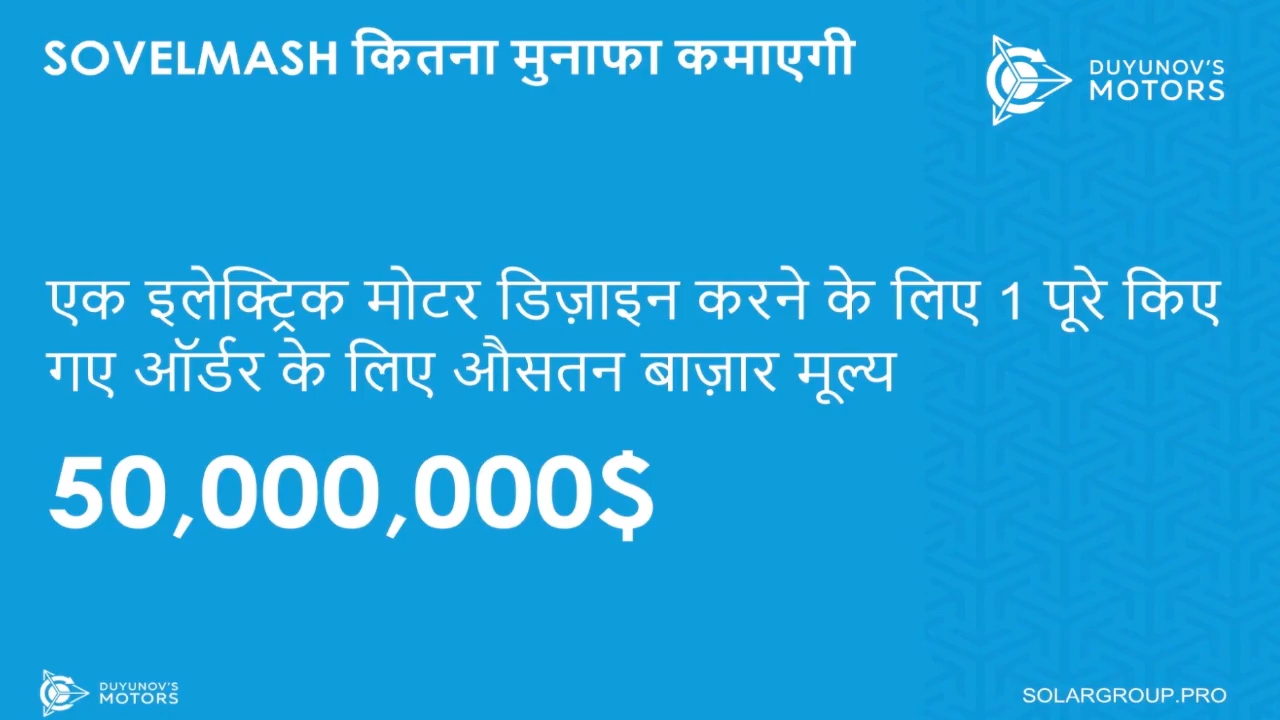 SOVELMASH कितना मुनाफा कमाएगी
DUYUNOV'S
MOTORS
एक इलेक्ट्रिक मोटर डिज़ाइन करने के लिए 1 पूरे किए
गए ऑर्डर के लिए औसतन बाज़ार मूल्य
50,000,000$
DUYUNOV'S
MOTORS
SOLARGROUP.PRO